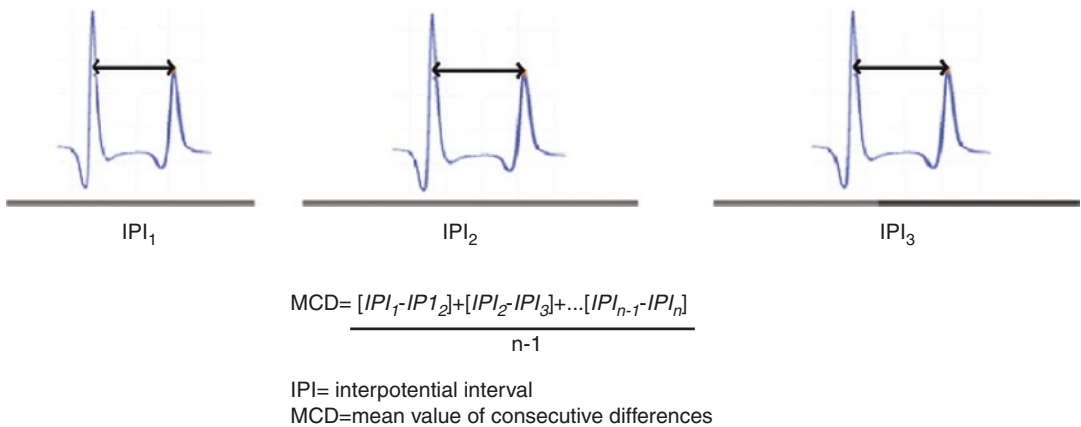 IPI₁ IPI₂ IPI₃
MCD= [IPI₁-IP1₂]+[IPI₂-IPI₃]+...[IPIₙ₋₁-IPIₙ]
n-1
IPI= interpotential interval
MCD=mean value of consecutive differences